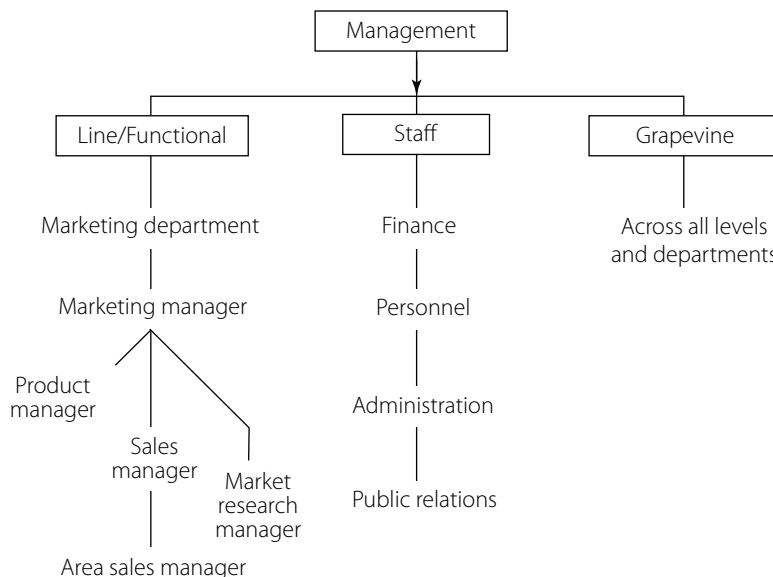 Management
Line/Functional
Staff
Grapevine
Marketing department
Finance
Across all levels
and departments
Marketing manager
Personnel
Product
manager
Administration
Sales
manager
Market
research
manager
Public relations
Area sales manager